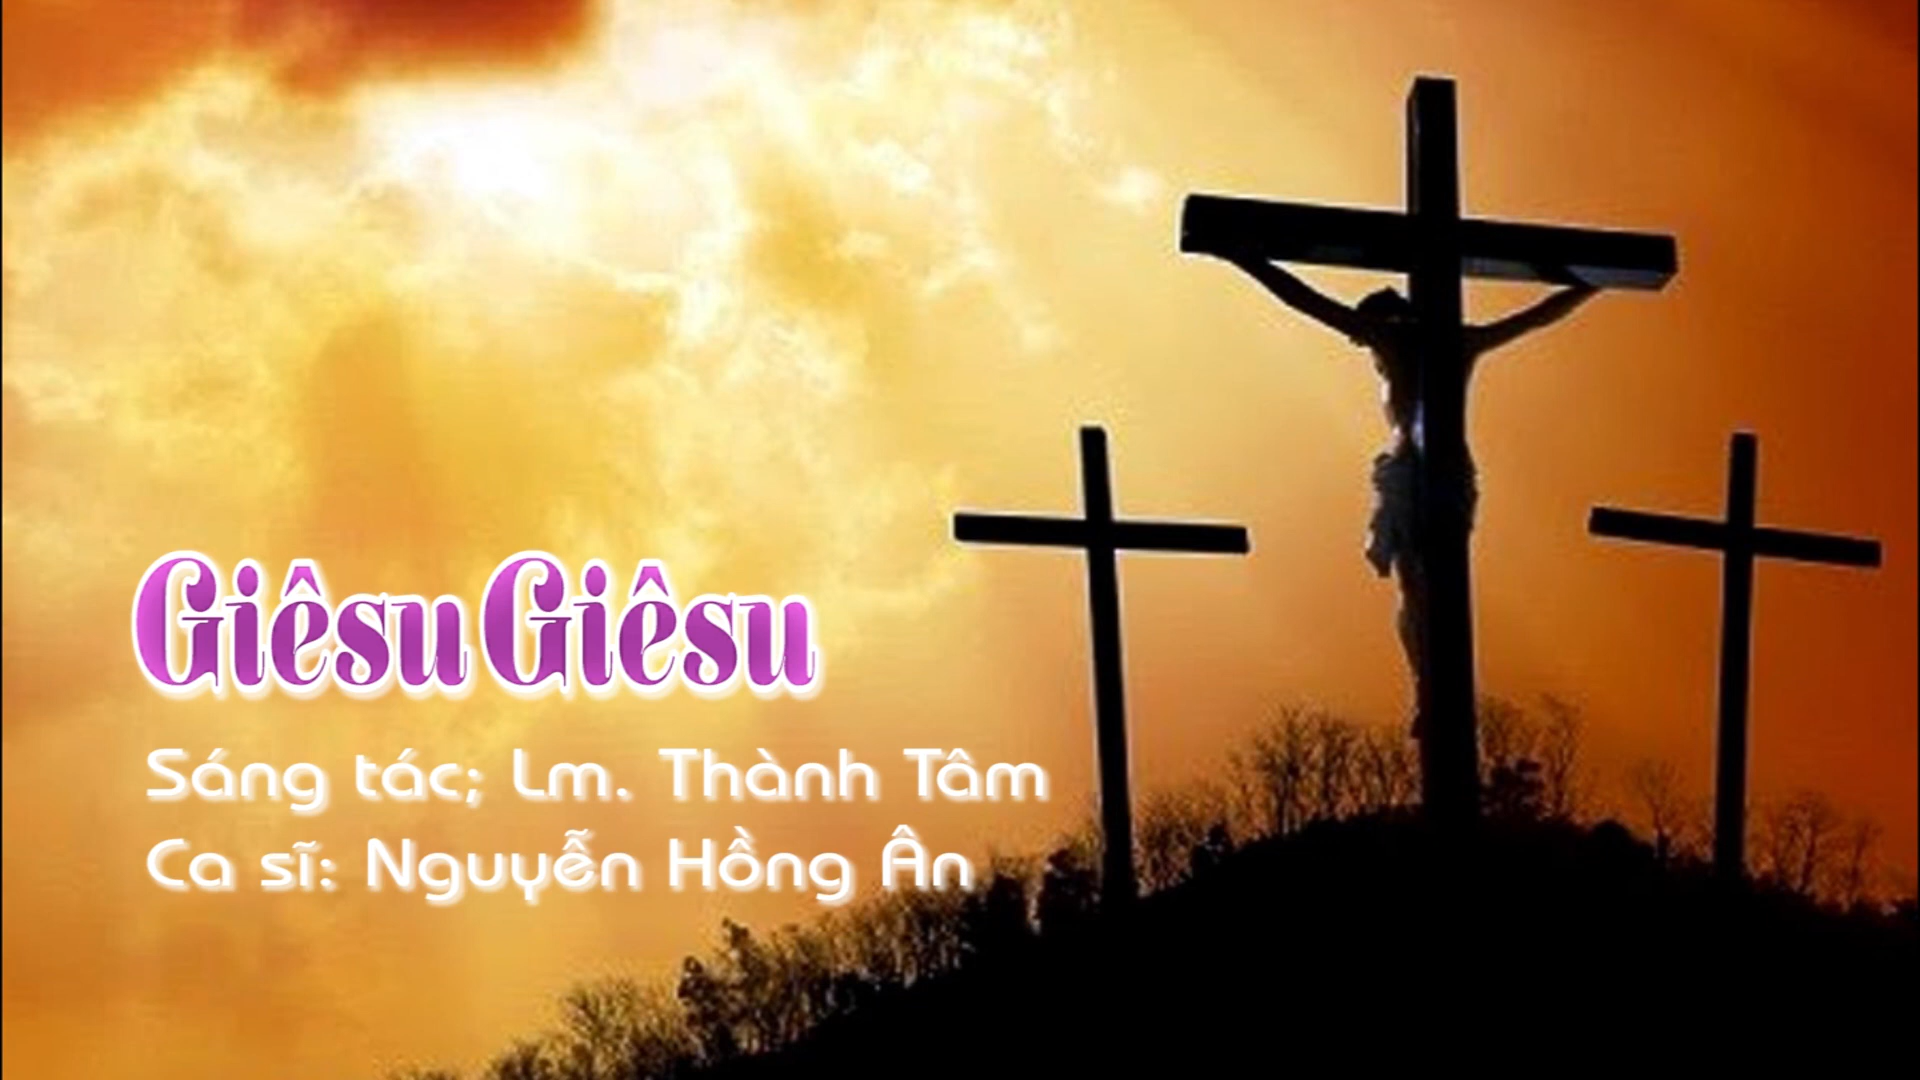 Giêsu Giêsu
Sáng tác; Lm. Thành Tâm
Ca sĩ: Nguyễn Hồng Ân